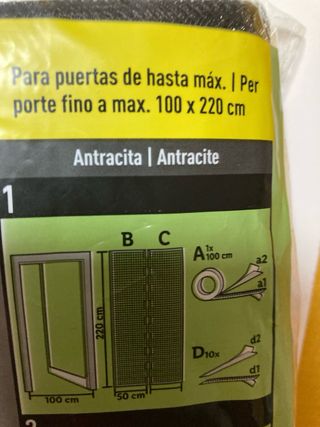 Para puertas de hasta máx. | Per
porte fino a max. 100 x 220 cm
Antracita | Antracite
1
B C
A 1x
100 cm
a2
a1
220 cm
D 10x
d2
d1
100 cm
50 cm